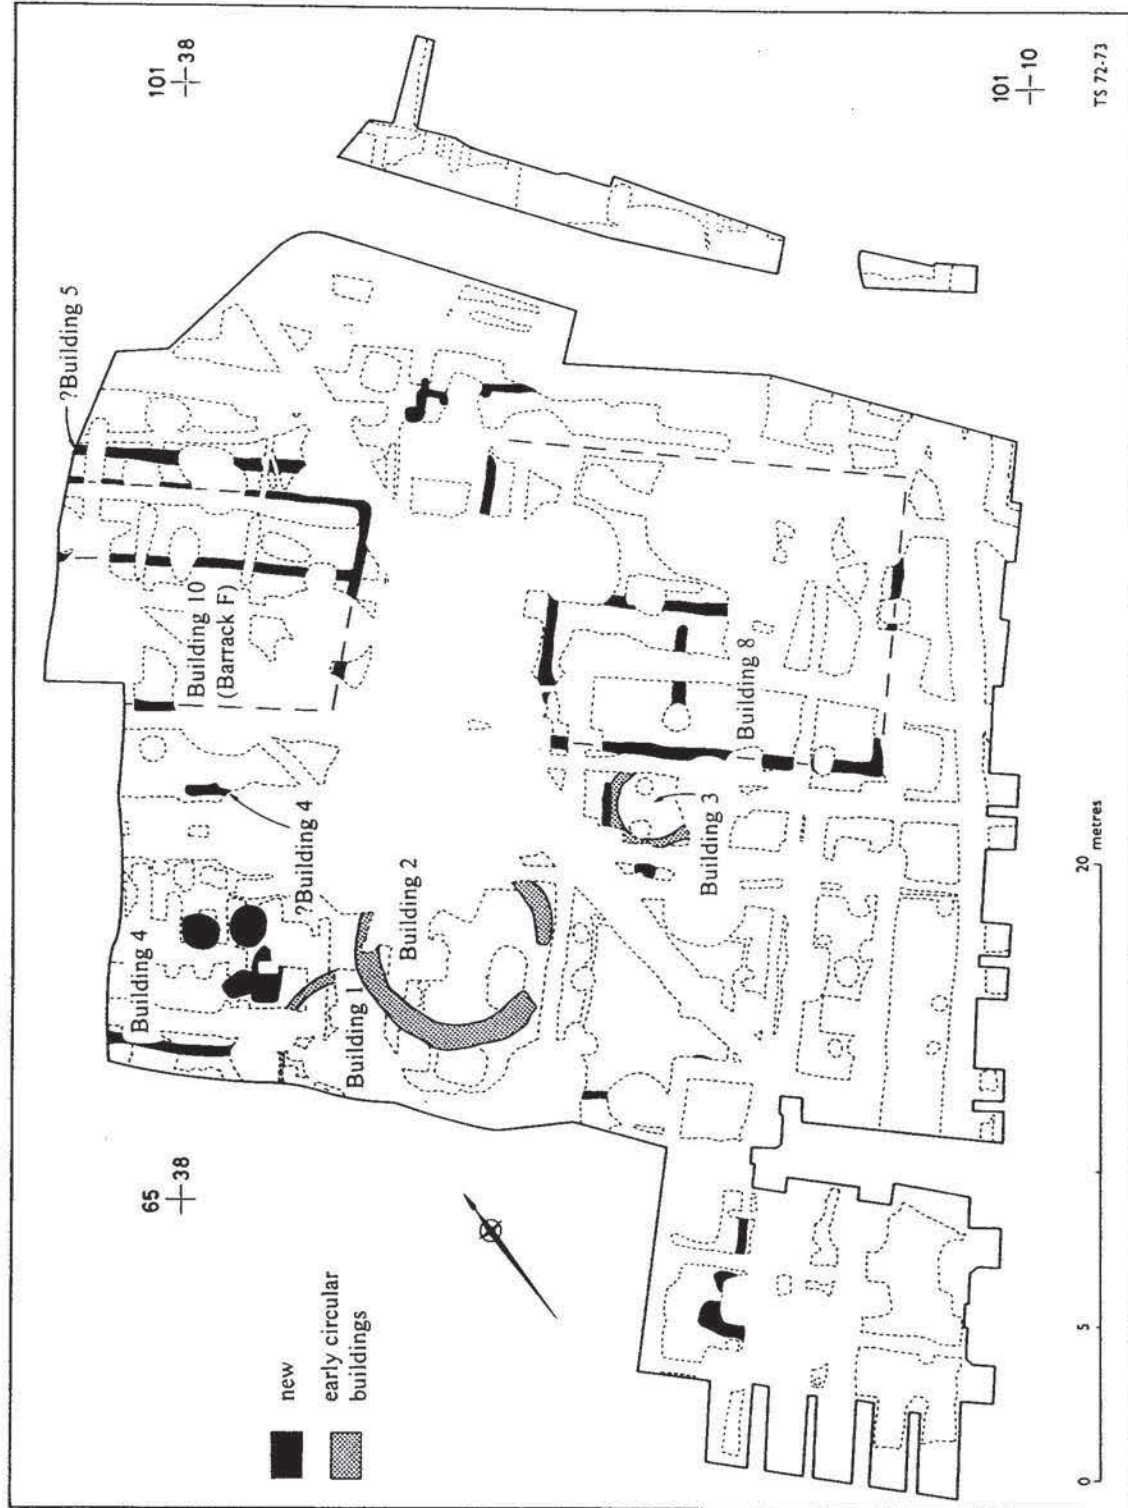 101
38
101
10
TS 72-73
?Building 5
Building 10
(Barrack F)
Building 4
?Building 4
Building 1
Building 2
Building 3
Building 8
65
38
new
early circular
buildings
0
5
20
metres